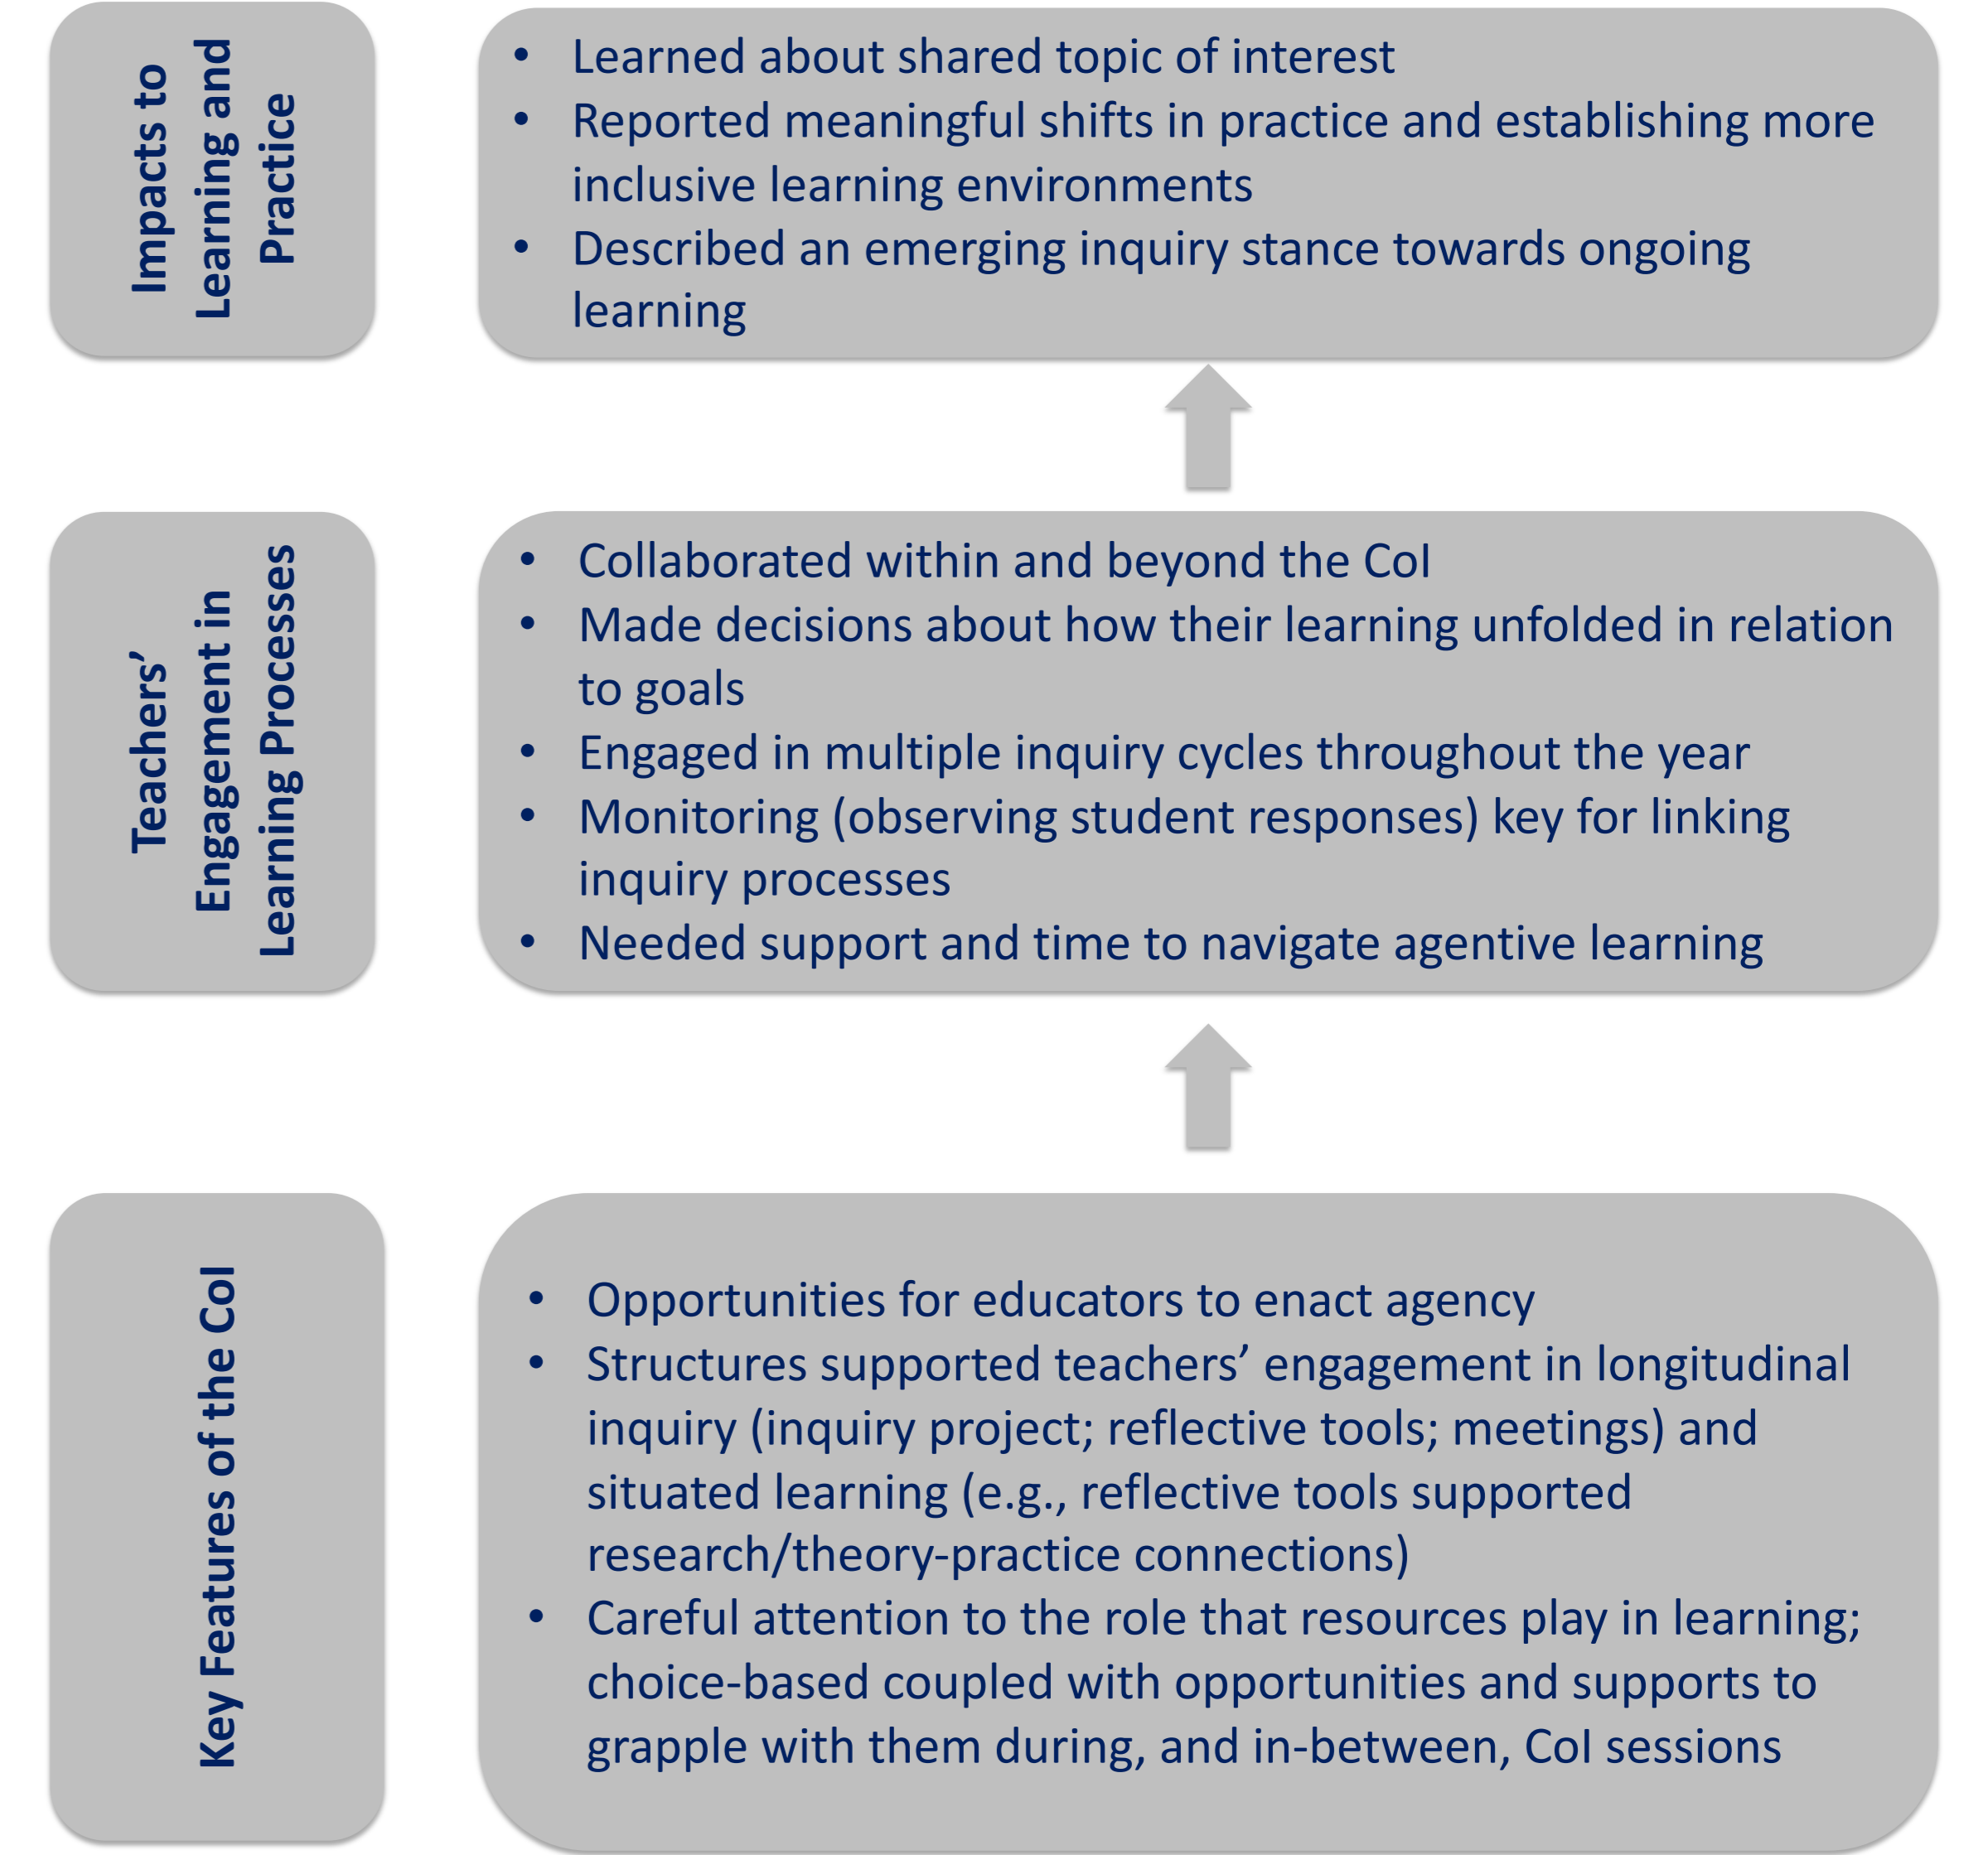 Impacts to
Learning and
Practice
• Learned about shared topic of interest
• Reported meaningful shifts in practice and establishing more
inclusive learning environments
• Described an emerging inquiry stance towards ongoing
learning
Teachers’
Engagement in
Learning Processes
• Collaborated within and beyond the CoI
• Made decisions about how their learning unfolded in relation
to goals
• Engaged in multiple inquiry cycles throughout the year
• Monitoring (observing student responses) key for linking
inquiry processes
• Needed support and time to navigate agentive learning
Key Features of the CoI
• Opportunities for educators to enact agency
• Structures supported teachers’ engagement in longitudinal
inquiry (inquiry project; reflective tools; meetings) and
situated learning (e.g., reflective tools supported
research/theory-practice connections)
• Careful attention to the role that resources play in learning;
choice-based coupled with opportunities and supports to
grapple with them during, and in-between, CoI sessions